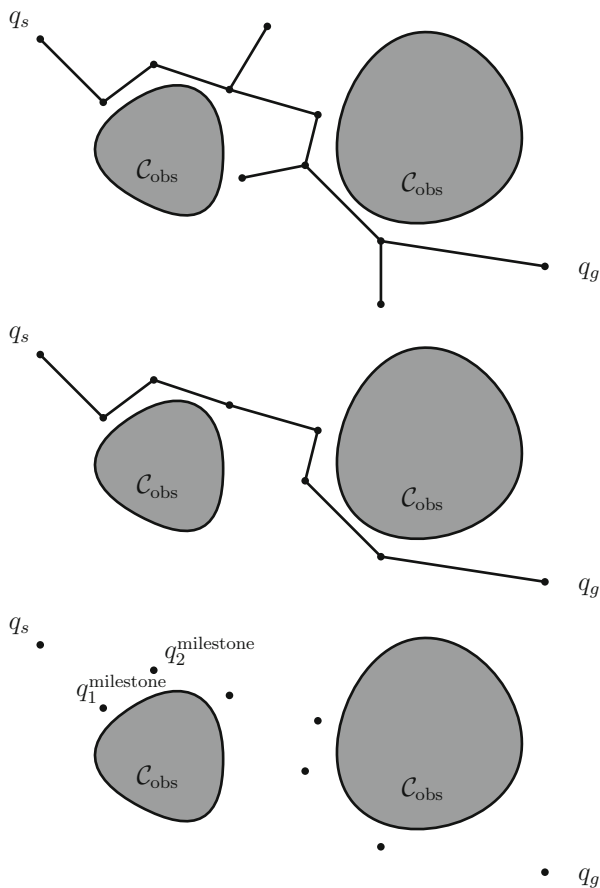 q_s
𝒞_obs
𝒞_obs
q_g
q_s
𝒞_obs
𝒞_obs
q_g
q_s
q_2^milestone
q_1^milestone
𝒞_obs
𝒞_obs
q_g